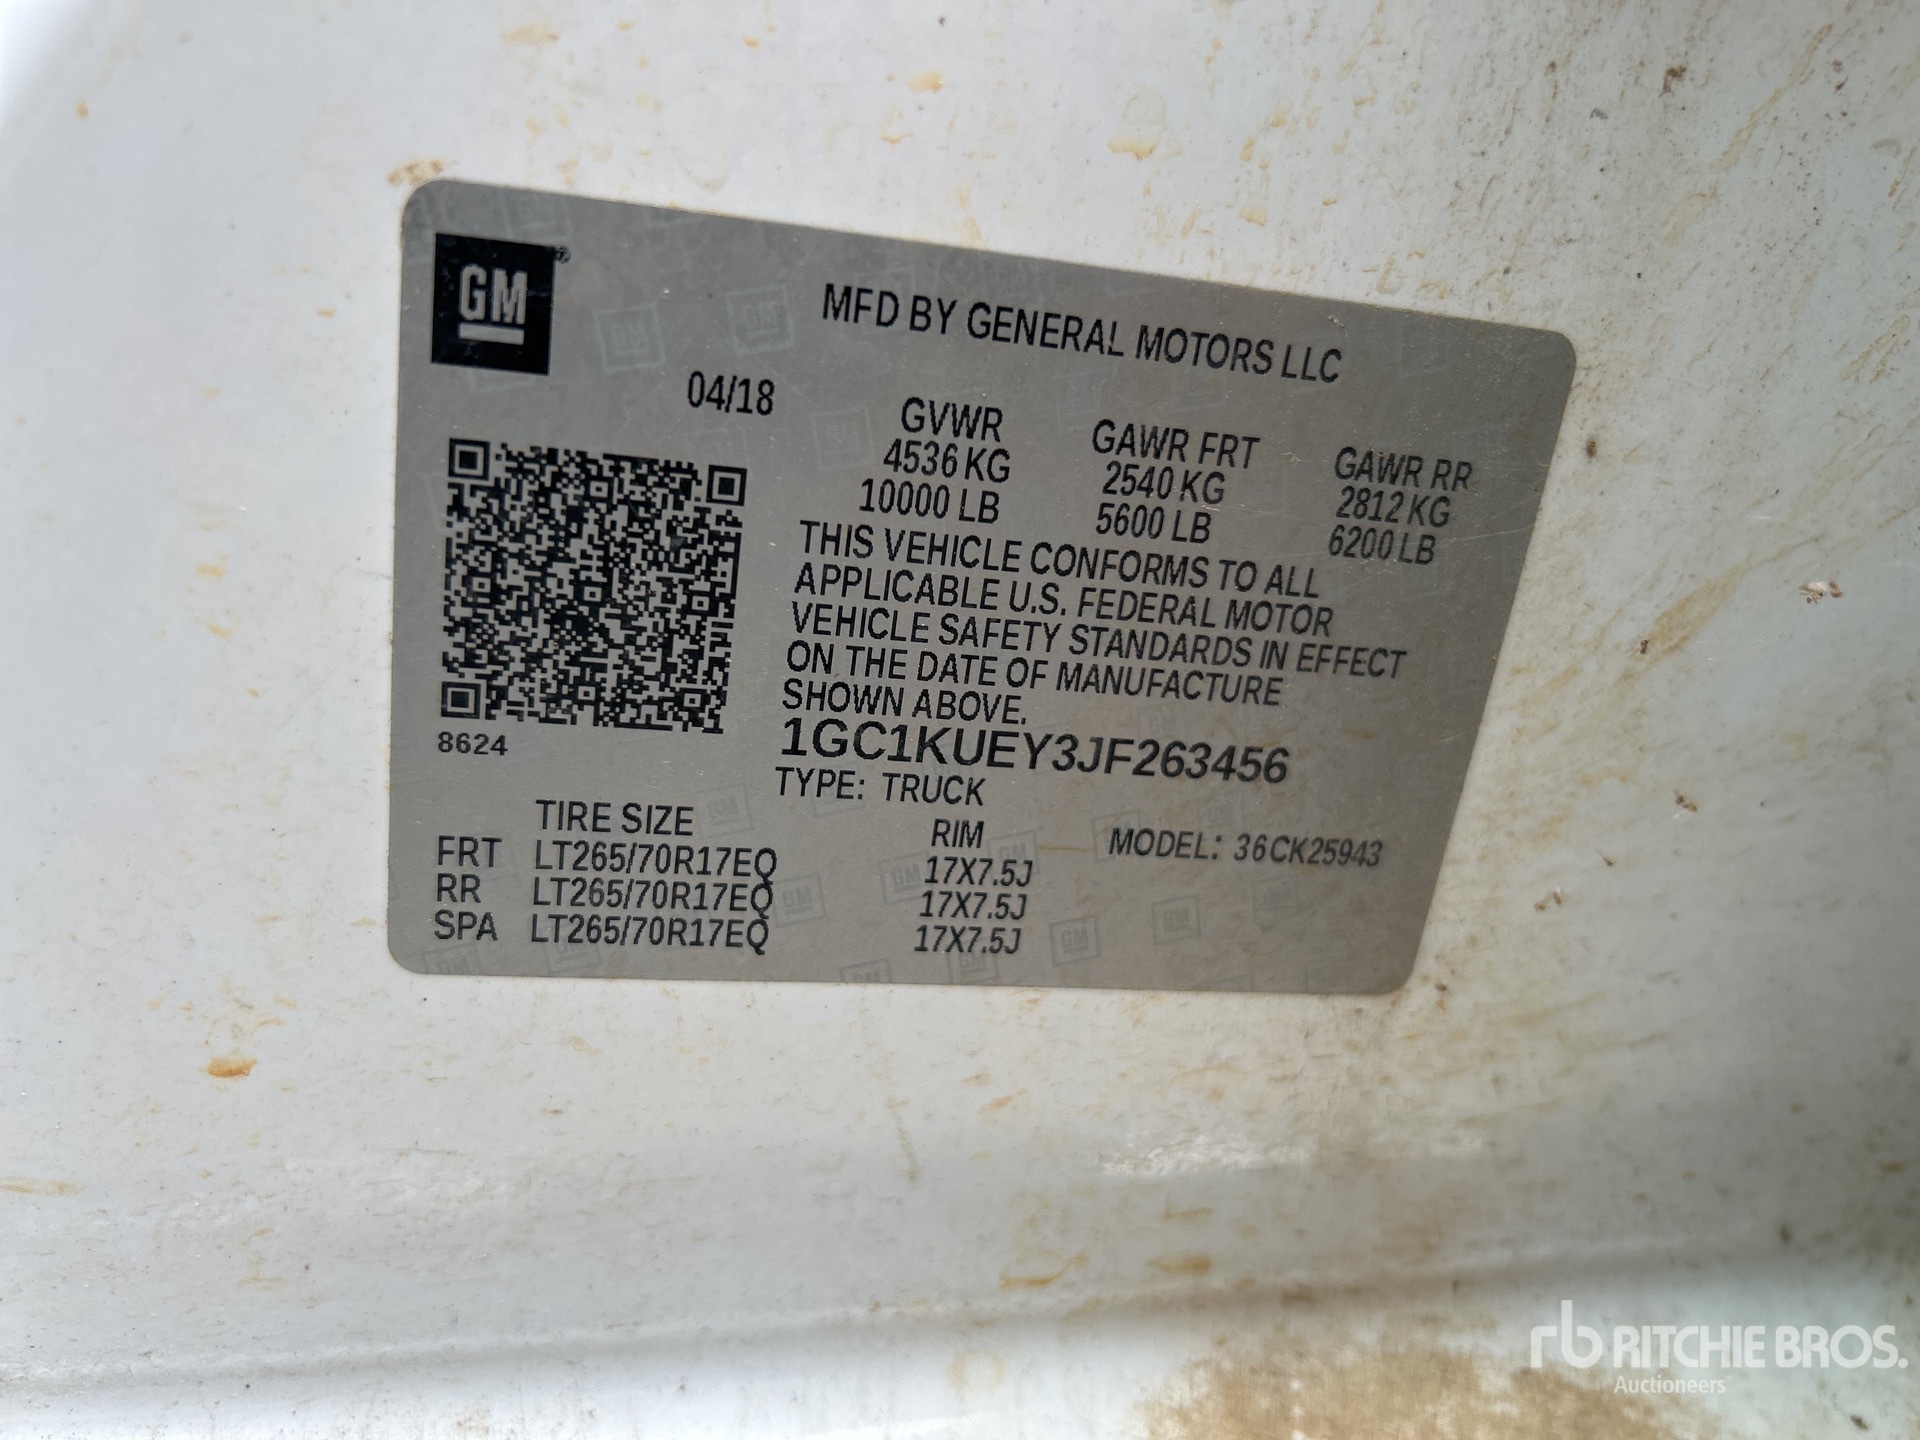 GM
MFD BY GENERAL MOTORS LLC
04/18
GVWR GAWR FRT GAWR RR
4536 KG 2540 KG 2812 KG
10000 LB 5600 LB 6200 LB
THIS VEHICLE CONFORMS TO ALL
APPLICABLE U.S. FEDERAL MOTOR
VEHICLE SAFETY STANDARDS IN EFFECT
ON THE DATE OF MANUFACTURE
SHOWN ABOVE.
8624
1GC1KUEY3JF263456
TYPE: TRUCK
TIRE SIZE RIM MODEL: 36CK25943
FRT LT265/70R17EQ 17X7.5J
RR LT265/70R17EQ 17X7.5J
SPA LT265/70R17EQ 17X7.5J
rb RITCHIE BROS.
Auctioneers